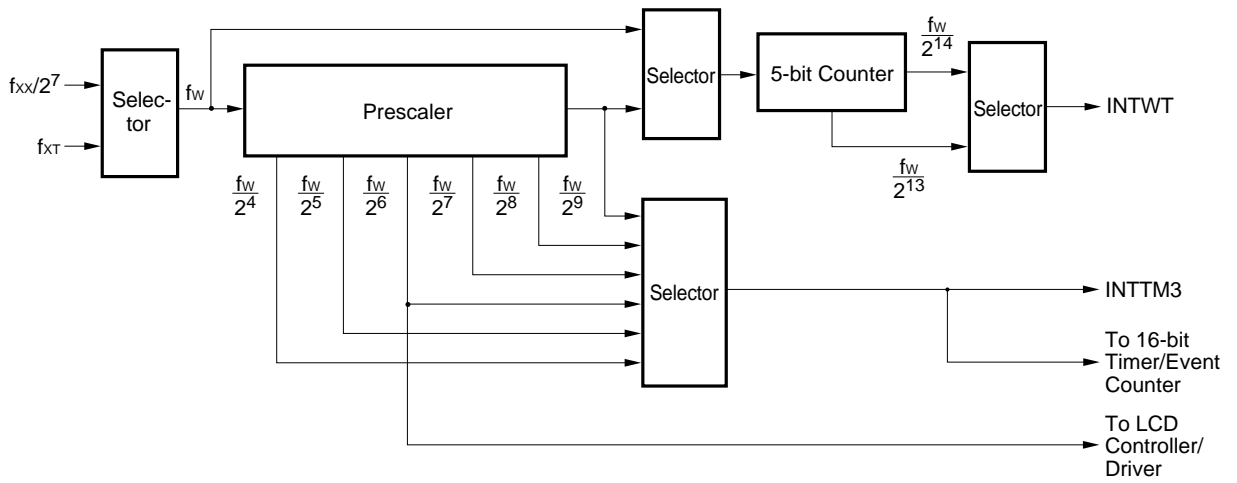 fXX/2^7
fXT
Selec-
tor
fW
Prescaler
Selector
5-bit Counter
fW
2^14
fW
2^13
Selector
INTWT
fW
2^4
fW
2^5
fW
2^6
fW
2^7
fW
2^8
fW
2^9
Selector
INTTM3
To 16-bit
Timer/Event
Counter
To LCD
Controller/
Driver